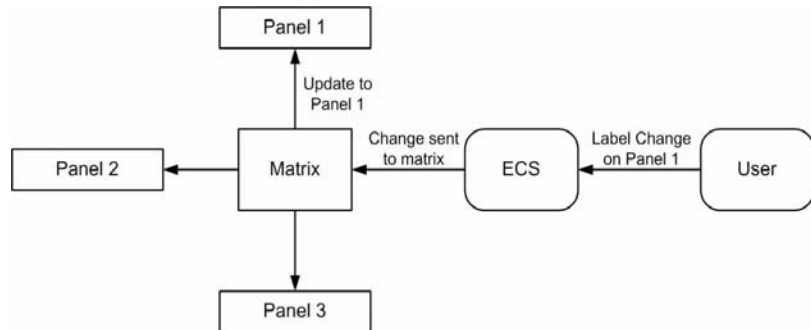 Panel 1
Update to
Panel 1
Panel 2
Matrix
Change sent
to matrix
ECS
Label Change
on Panel 1
User
Panel 3